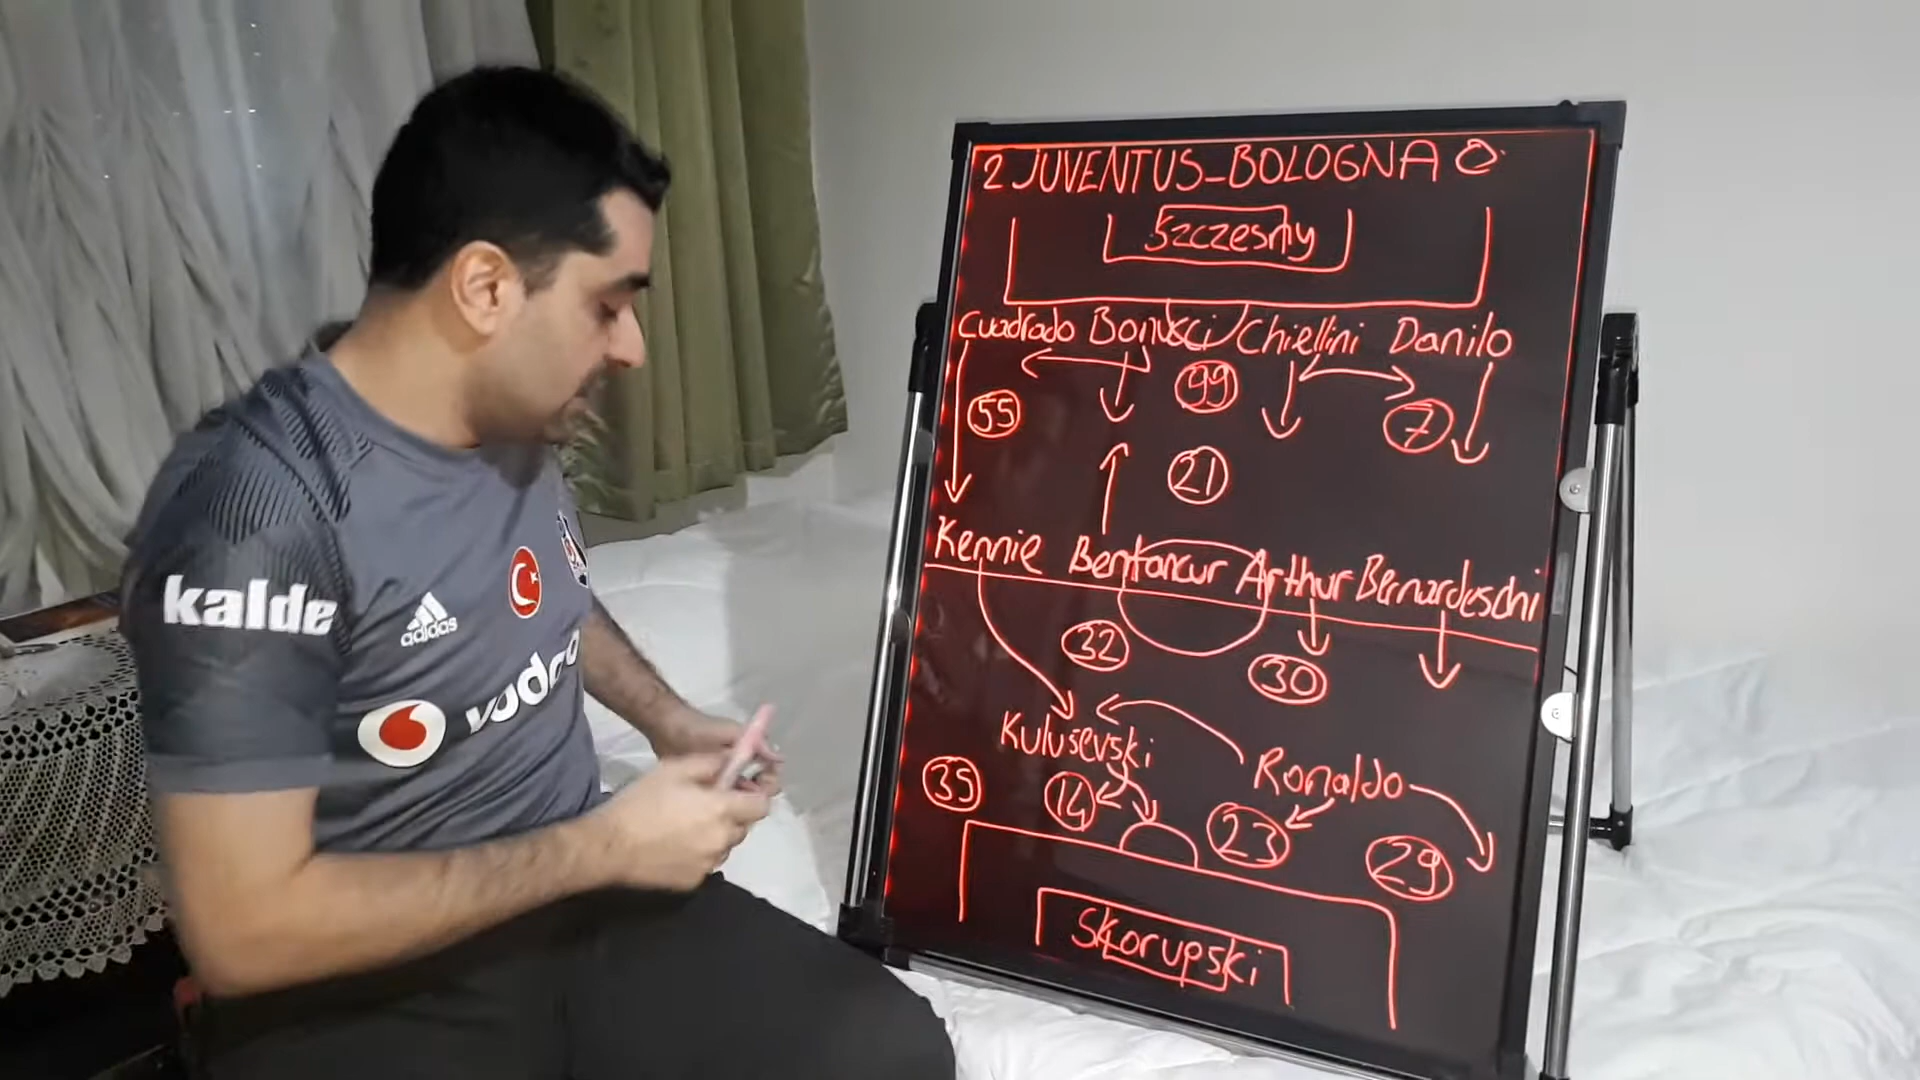 2 JUVENTUS-BOLOGNA 0
Szczesny
Cuadrado Bonucci Chiellini Danilo
55 99 7
21
Kennie Bentancur Arthur Bernardeschi
32 30
Kulusevski Ronaldo
35 14 23 29
Skorupski
kalde
adidas